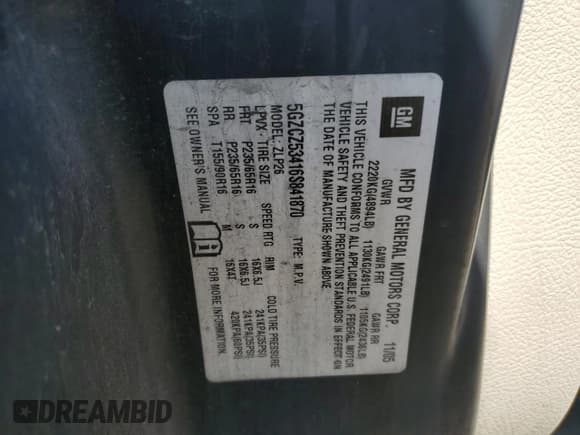 GM
MFD BY GENERAL MOTORS CORP. 11/05
GVWR GAWR FRT GAWR RR
2220KG(4894LB) 1130KG(2491LB) 1105KG(2436LB)
THIS VEHICLE CONFORMS TO ALL APPLICABLE U.S. FEDERAL MOTOR
VEHICLE SAFETY AND THEFT PREVENTION STANDARDS IN EFFECT ON
THE DATE OF MANUFACTURE SHOWN ABOVE.
5GZCZ53416S841870 TYPE: M.P.V.
MODEL: ZLP26
LPVX- TIRE SIZE SPEED RTG RIM COLD TIRE PRESSURE
FRT P235/65R16 S 16X6.5J 241KPA(35PSI)
RR P235/65R16 S 16X6.5J 241KPA(35PSI)
SPA T155/90R16 M 16X4T 420KPA(60PSI)
SEE OWNER'S MANUAL FOR MORE INFORMATION
DREAMBID